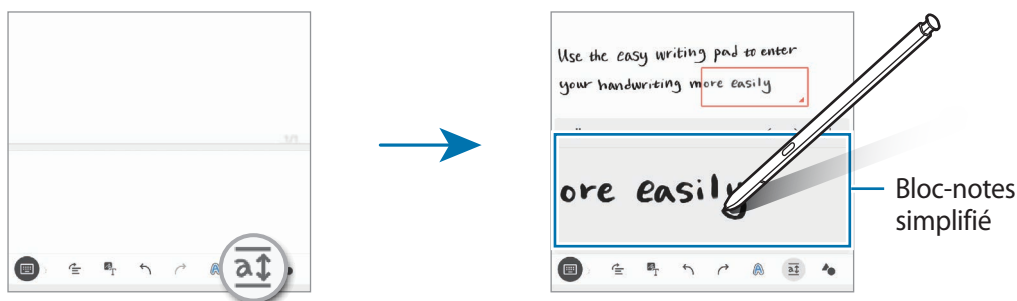 Use the easy writing pad to enter
your handwriting more easily
ore easily
Bloc-notes
simplifié